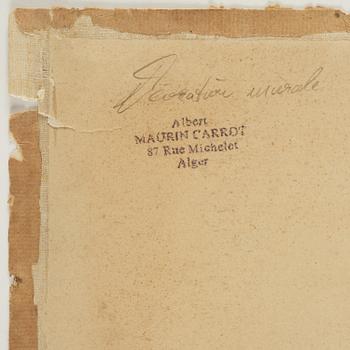 Décoration murale
Albert
MAURIN CARROT
87 Rue Michelet
Alger